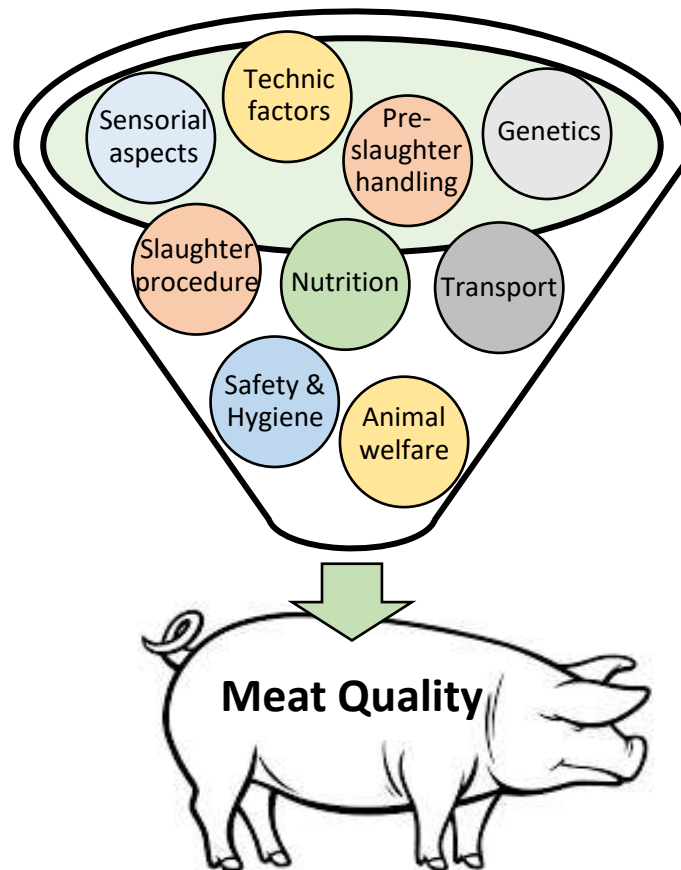 Sensorial
aspects
Technic
factors
Pre-
slaughter
handling
Genetics
Slaughter
procedure
Nutrition
Transport
Safety &
Hygiene
Animal
welfare
Meat Quality